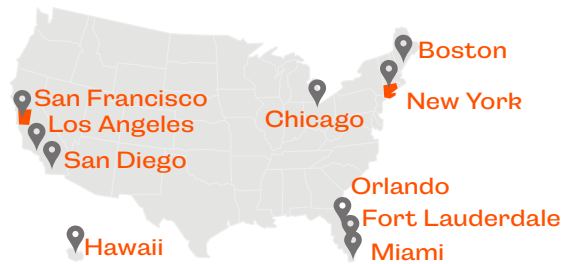 Boston
San Francisco
New York
Los Angeles
Chicago
San Diego
Orlando
Fort Lauderdale
Hawaii
Miami